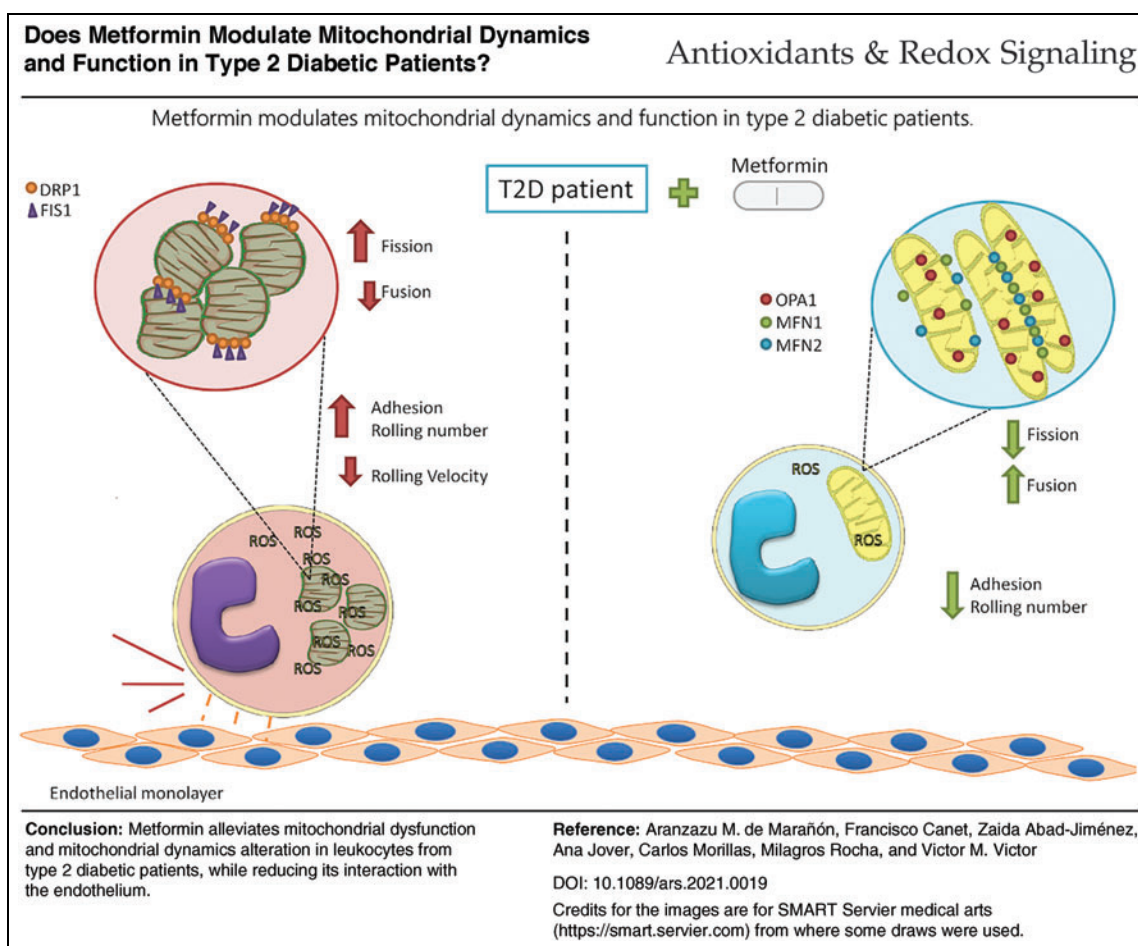 Does Metformin Modulate Mitochondrial Dynamics
and Function in Type 2 Diabetic Patients?
Antioxidants & Redox Signaling
Metformin modulates mitochondrial dynamics and function in type 2 diabetic patients.
DRP1
FIS1
Fission
Fusion
Adhesion
Rolling number
Rolling Velocity
ROS
ROS
ROS
ROS
ROS
ROS
ROS
ROS
ROS
T2D patient
Metformin
OPA1
MFN1
MFN2
Fission
Fusion
ROS
ROS
Adhesion
Rolling number
Endothelial monolayer
Conclusion: Metformin alleviates mitochondrial dysfunction
and mitochondrial dynamics alteration in leukocytes from
type 2 diabetic patients, while reducing its interaction with
the endothelium.
Reference: Aranzazu M. de Marañón, Francisco Canet, Zaida Abad-Jiménez,
Ana Jover, Carlos Morillas, Milagros Rocha, and Victor M. Victor
DOI: 10.1089/ars.2021.0019
Credits for the images are for SMART Servier medical arts
(https://smart.servier.com) from where some draws were used.